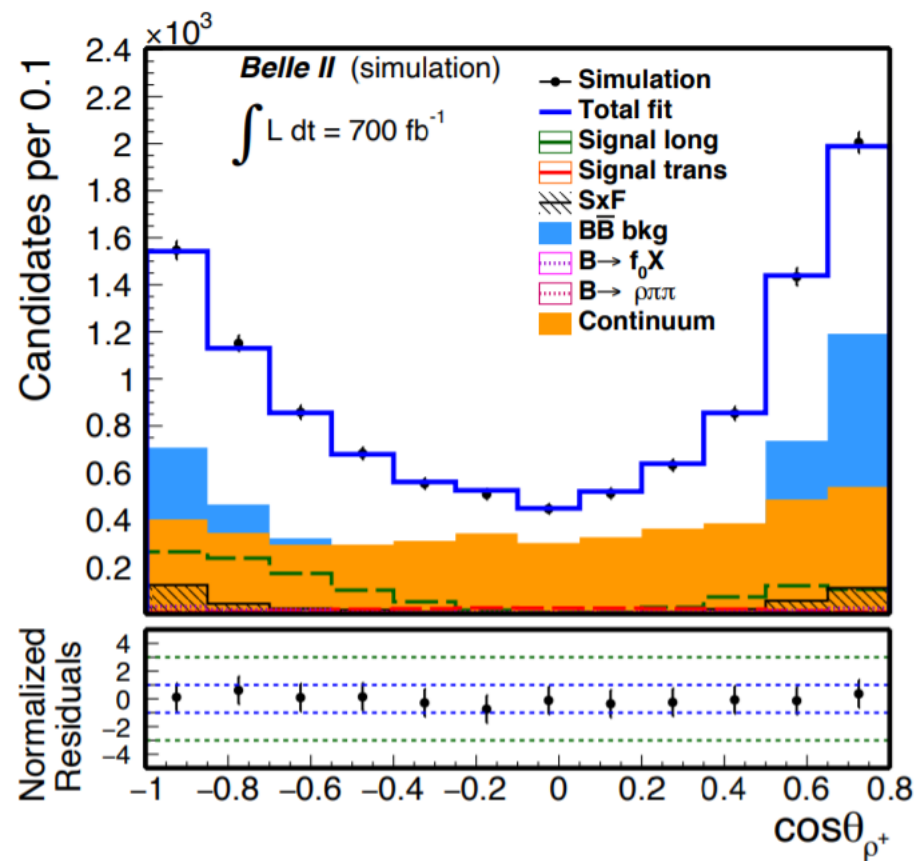 ×10³
Candidates per 0.1
2.4
2.2
2
1.8
1.6
1.4
1.2
1
0.8
0.6
0.4
0.2
Belle II (simulation)
∫ L dt = 700 fb⁻¹
Simulation
Total fit
Signal long
Signal trans
SxF
BB̅ bkg
B→ f₀X
B→ ρππ
Continuum
Normalized
Residuals
4
2
0
−2
−4
−1 −0.8 −0.6 −0.4 −0.2 0 0.2 0.4 0.6 0.8
cosθρ⁺